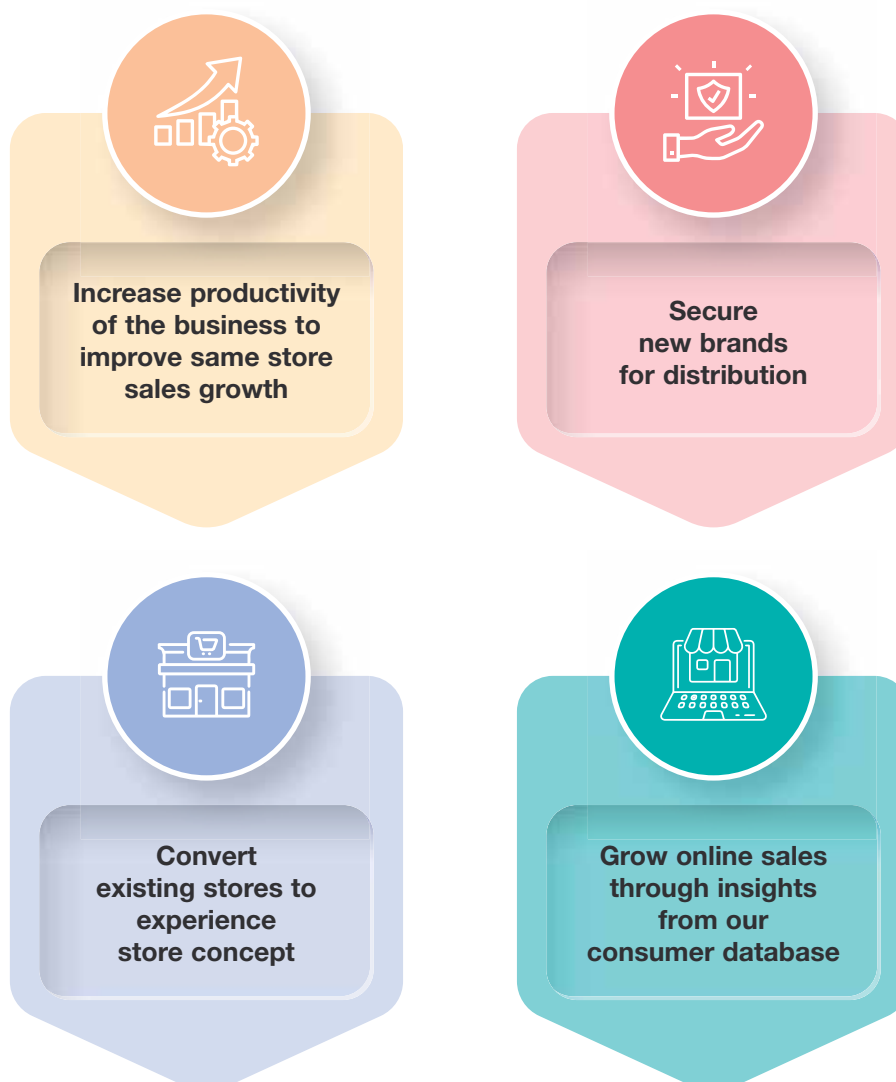 Increase productivity
of the business to
improve same store
sales growth
Secure
new brands
for distribution
Convert
existing stores to
experience
store concept
Grow online sales
through insights
from our
consumer database